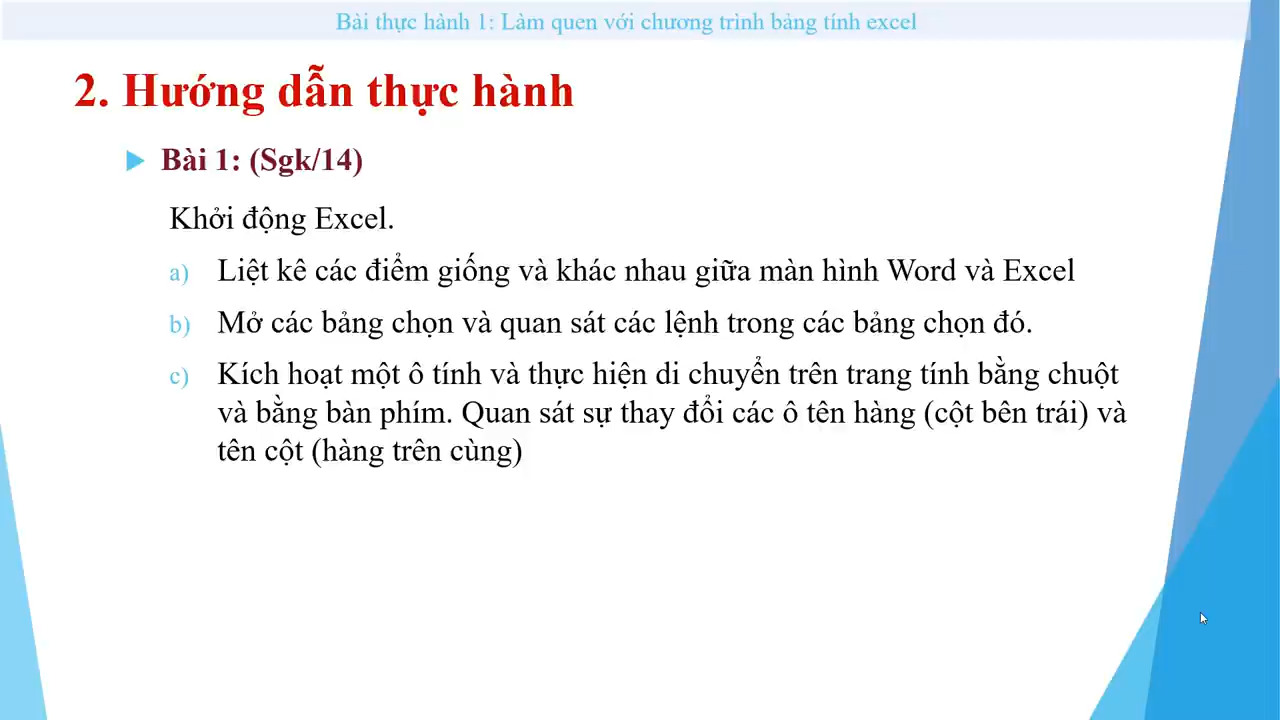 Bài thực hành 1: Làm quen với chương trình bảng tính excel
2. Hướng dẫn thực hành
Bài 1: (Sgk/14)
Khởi động Excel.
a) Liệt kê các điểm giống và khác nhau giữa màn hình Word và Excel
b) Mở các bảng chọn và quan sát các lệnh trong các bảng chọn đó.
c) Kích hoạt một ô tính và thực hiện di chuyển trên trang tính bằng chuột
và bằng bàn phím. Quan sát sự thay đổi các ô tên hàng (cột bên trái) và
tên cột (hàng trên cùng)